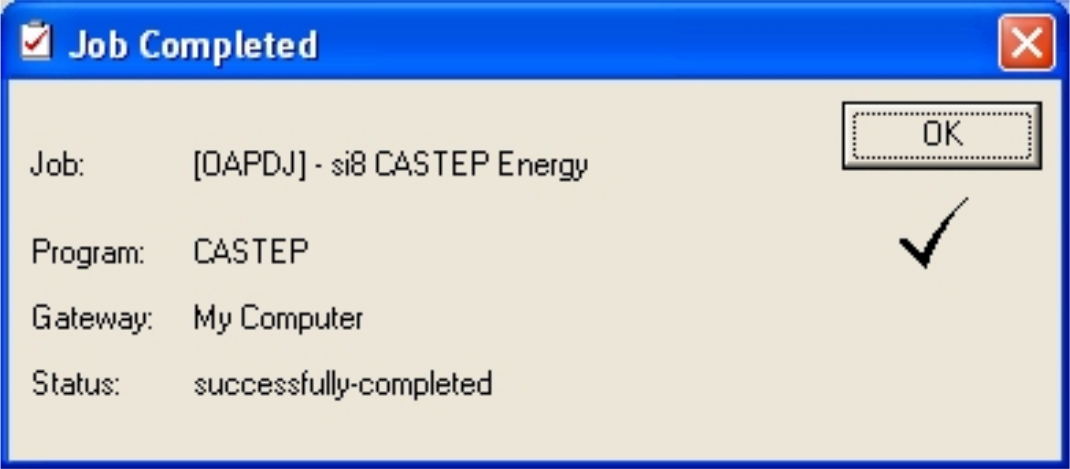 Job Completed
OK
Job: [OAPDJ] - si8 CASTEP Energy
Program: CASTEP
Gateway: My Computer
Status: successfully-completed